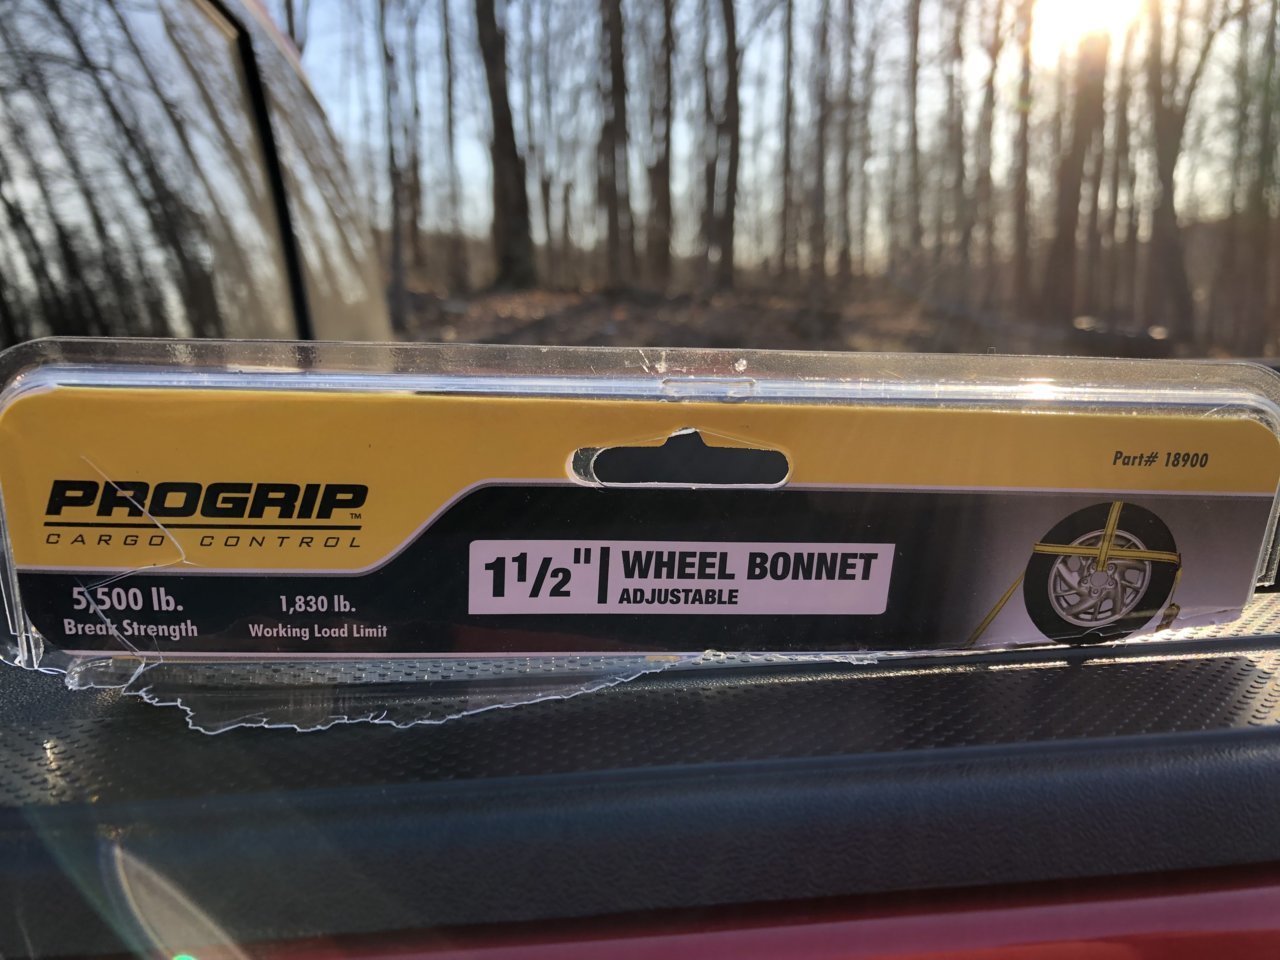 Part# 18900
PROGRIP™
CARGO CONTROL
5,500 lb.
Break Strength
1,830 lb.
Working Load Limit
1 1/2" | WHEEL BONNET
ADJUSTABLE